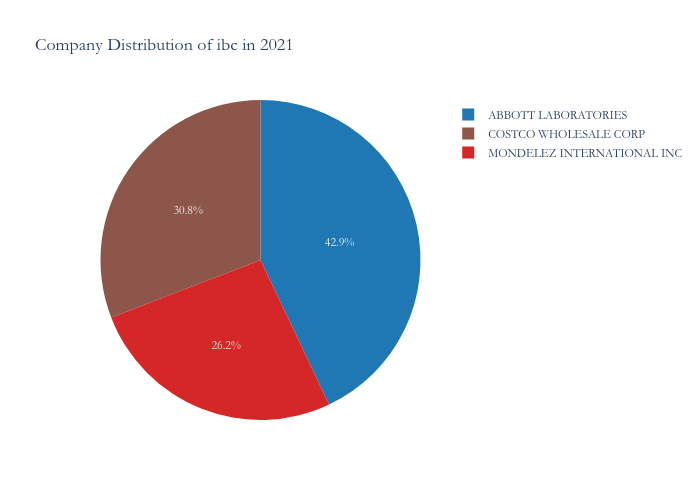 Company Distribution of ibc in 2021
ABBOTT LABORATORIES
COSTCO WHOLESALE CORP
MONDELEZ INTERNATIONAL INC
30.8%
42.9%
26.2%